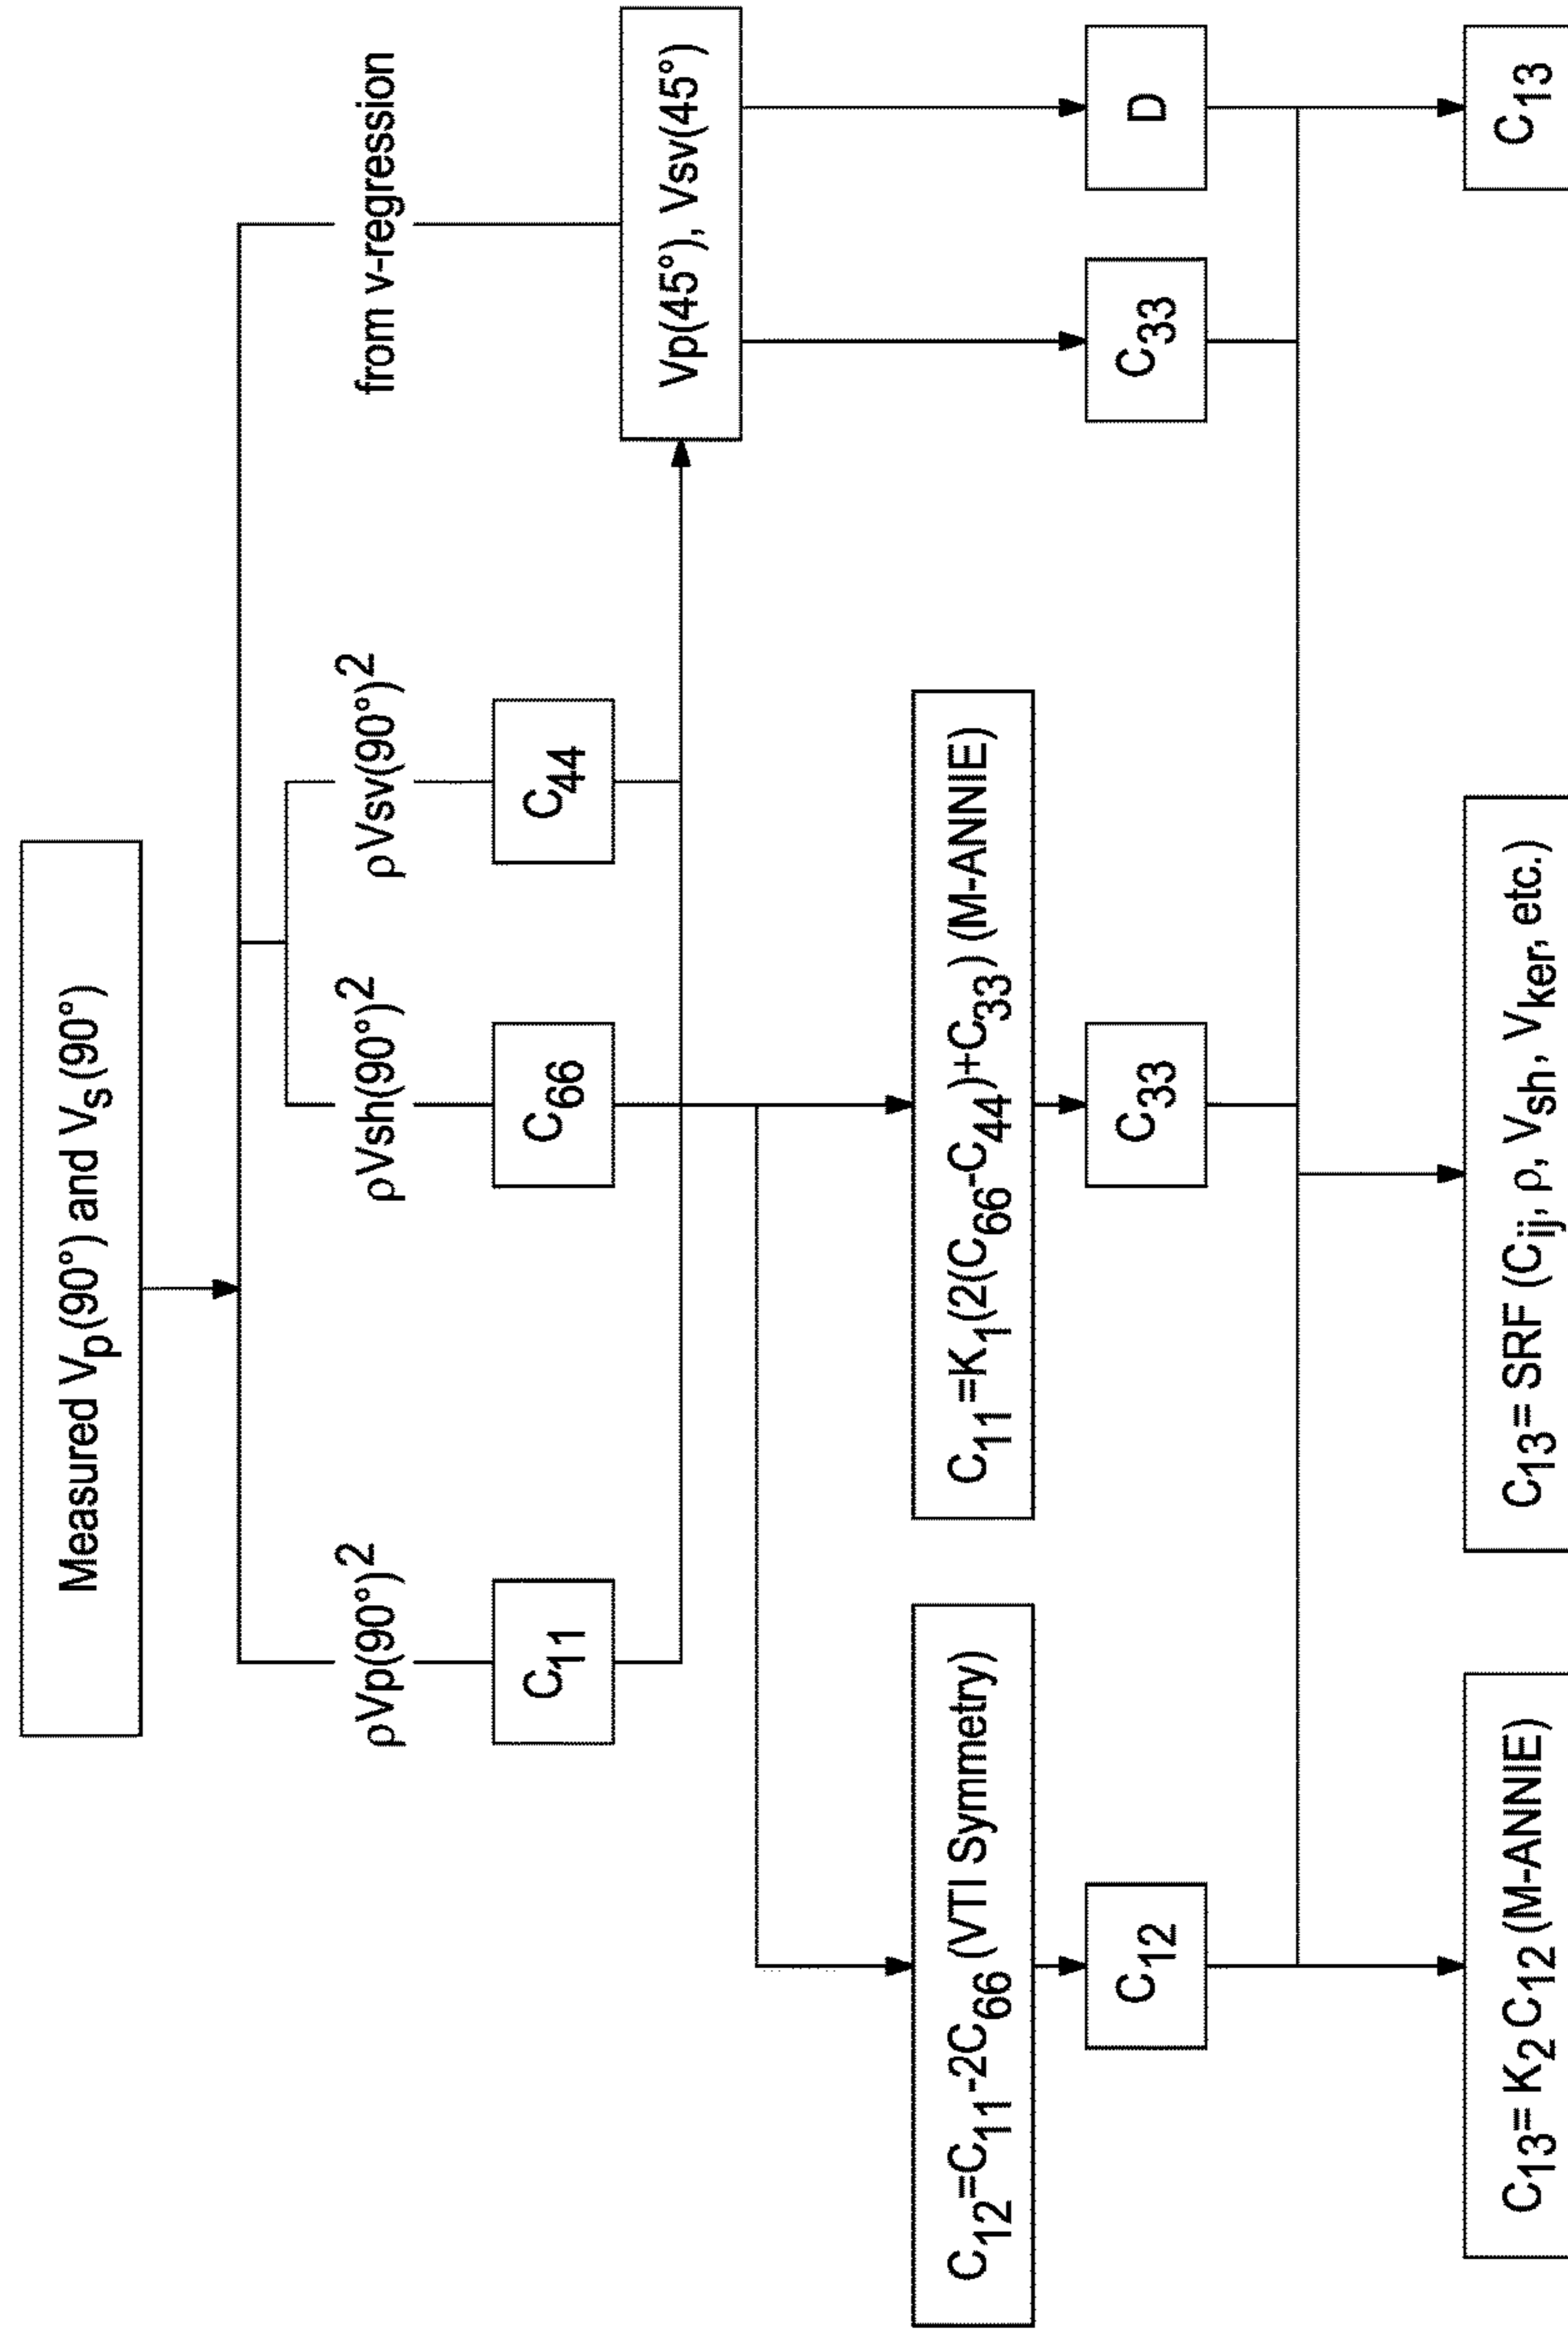 Measured Vp(90°) and Vs(90°)
ρVp(90°)2
ρVsh(90°)2
ρVsv(90°)2
from v-regression
C11
C66
C44
Vp(45°), Vsv(45°)
C12=C11-2C66 (VTI Symmetry)
C11=K1(2(C66-C44)+C33) (M-ANNIE)
C12
C33
C33
D
C13= K2 C12 (M-ANNIE)
C13= SRF (Cij, ρ, Vsh, Vker, etc.)
C13